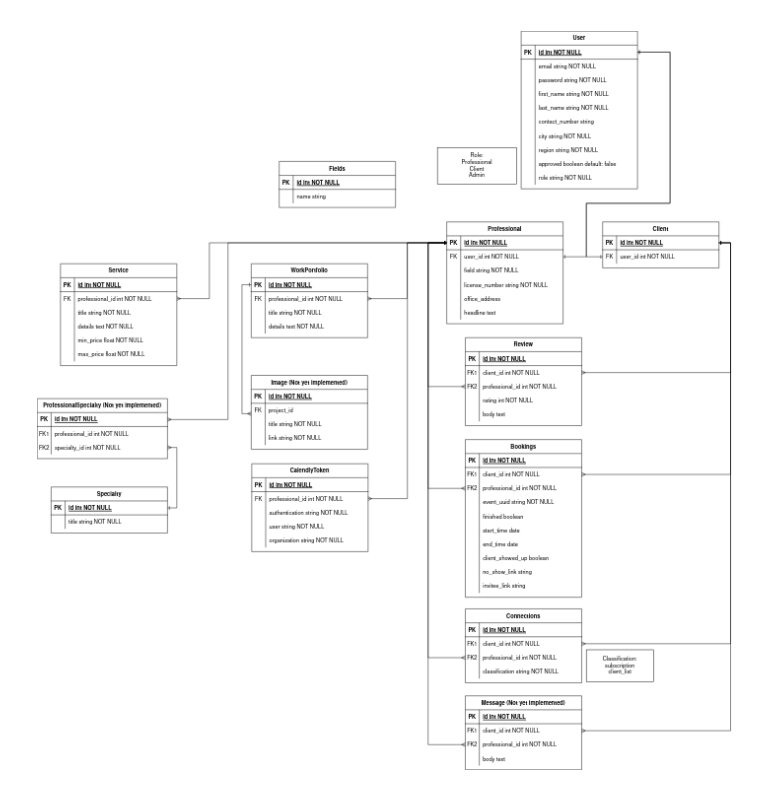 User
PK id int NOT NULL
email string NOT NULL
password string NOT NULL
first_name string NOT NULL
last_name string NOT NULL
contact_number string
city string NOT NULL
region string NOT NULL
approved boolean default: false
role string NOT NULL
Role:
Professional
Client
Admin
Fields
PK id int NOT NULL
name string
Professional
PK id int NOT NULL
FK user_id int NOT NULL
field string NOT NULL
license_number string NOT NULL
office_address
headline text
Client
PK id int NOT NULL
FK user_id int NOT NULL
Service
PK id int NOT NULL
FK professional_id int NOT NULL
title string NOT NULL
details text NOT NULL
min_price float NOT NULL
max_price float NOT NULL
WorkPortfolio
PK id int NOT NULL
FK professional_id int NOT NULL
title string NOT NULL
details text NOT NULL
Review
PK id int NOT NULL
FK1 client_id int NOT NULL
FK2 professional_id int NOT NULL
rating int NOT NULL
body text
Image (Not yet implemented)
PK id int NOT NULL
FK project_id
title string NOT NULL
link string NOT NULL
ProfessionalSpecialty (Not yet implemented)
PK id int NOT NULL
FK1 professional_id int NOT NULL
FK2 specialty_id int NOT NULL
Bookings
PK id int NOT NULL
FK1 client_id int NOT NULL
FK2 professional_id int NOT NULL
event_uuid string NOT NULL
finished boolean
start_time date
end_time date
client_showed_up boolean
no_show_link string
invitee_link string
CalendlyToken
PK id int NOT NULL
FK professional_id int NOT NULL
authentication string NOT NULL
user string NOT NULL
organization string NOT NULL
Specialty
PK id int NOT NULL
title string NOT NULL
Connections
PK id int NOT NULL
FK1 client_id int NOT NULL
FK2 professional_id int NOT NULL
classification string NOT NULL
Classification:
subscription
client_list
Message (Not yet implemented)
PK id int NOT NULL
FK1 client_id int NOT NULL
FK2 professional_id int NOT NULL
body text